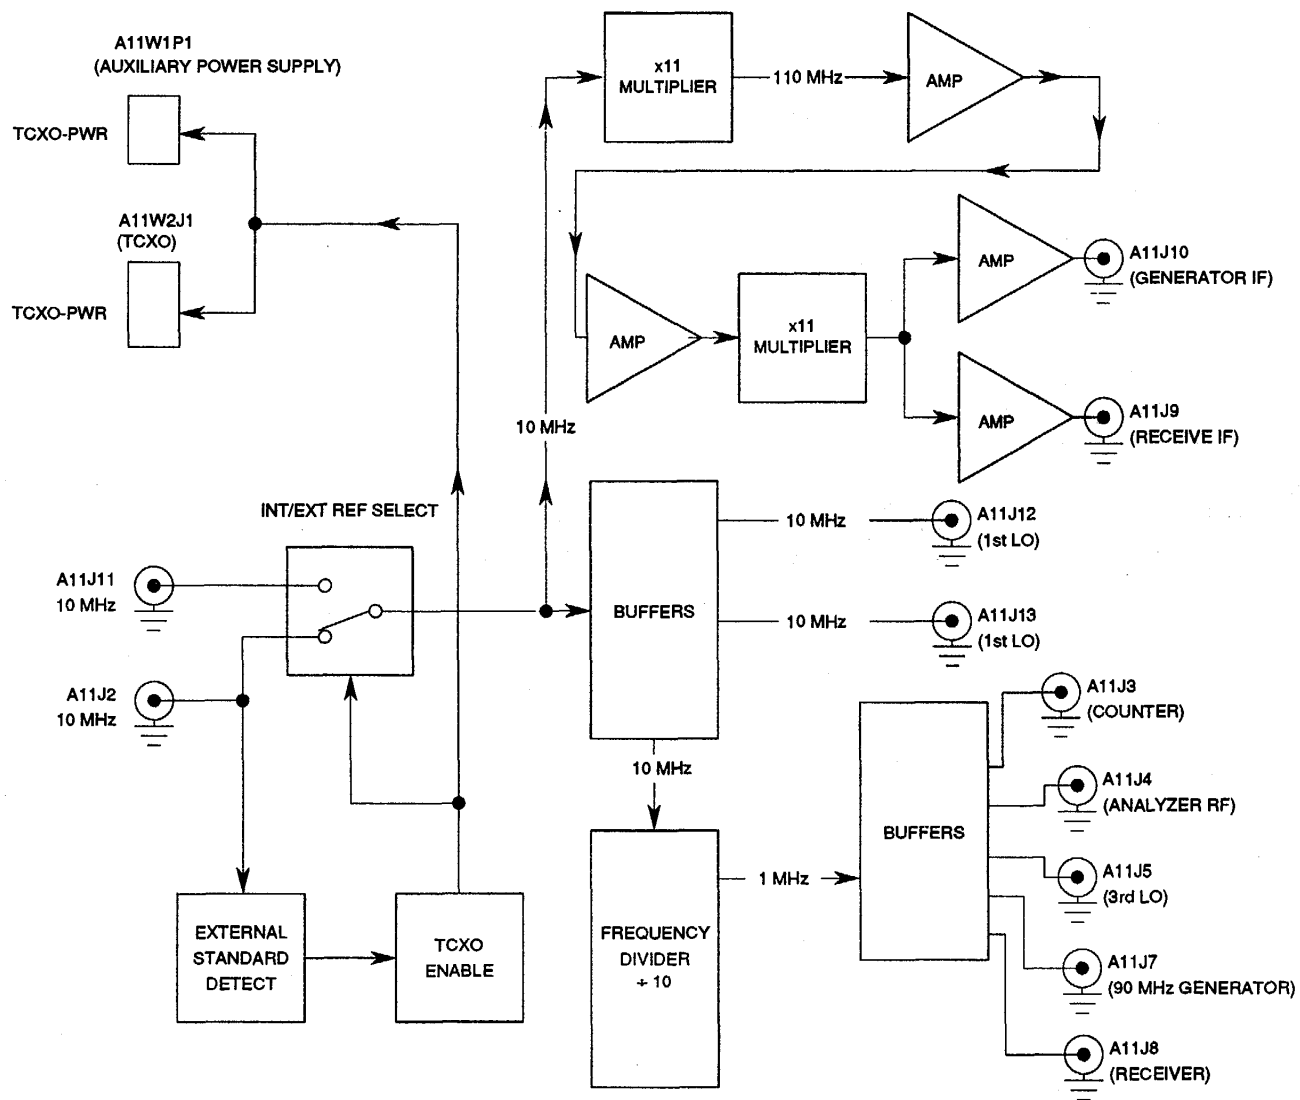 A11W1P1
(AUXILIARY POWER SUPPLY)
TCXO-PWR
A11W2J1
(TCXO)
TCXO-PWR
x11
MULTIPLIER
110 MHz
AMP
AMP
x11
MULTIPLIER
AMP
A11J10
(GENERATOR IF)
AMP
A11J9
(RECEIVE IF)
10 MHz
INT/EXT REF SELECT
A11J11
10 MHz
A11J2
10 MHz
BUFFERS
10 MHz
A11J12
(1st LO)
10 MHz
A11J13
(1st LO)
10 MHz
EXTERNAL
STANDARD
DETECT
TCXO
ENABLE
FREQUENCY
DIVIDER
÷ 10
1 MHz
BUFFERS
A11J3
(COUNTER)
A11J4
(ANALYZER RF)
A11J5
(3rd LO)
A11J7
(90 MHz GENERATOR)
A11J8
(RECEIVER)